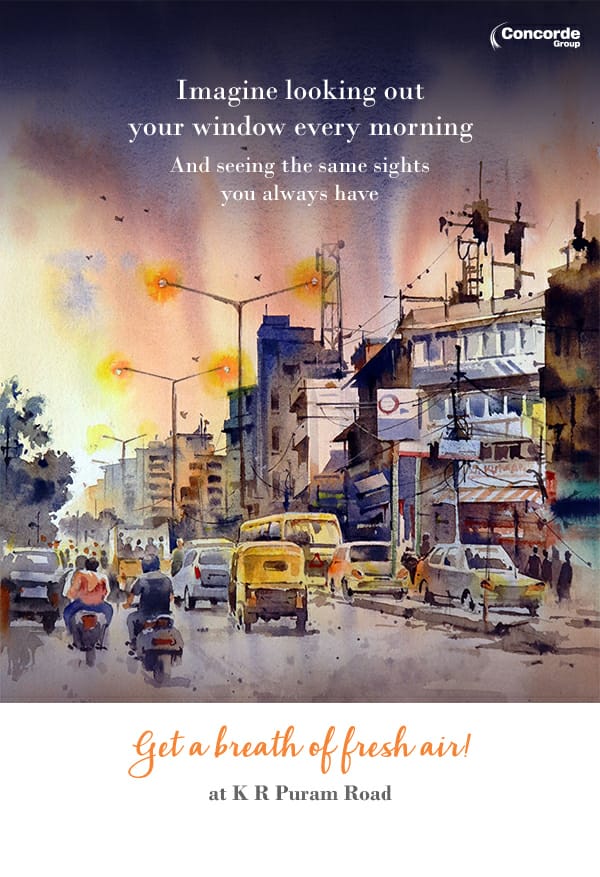 Concorde
Group
Imagine looking out
your window every morning
And seeing the same sights
you always have
Get a breath of fresh air!
at K R Puram Road